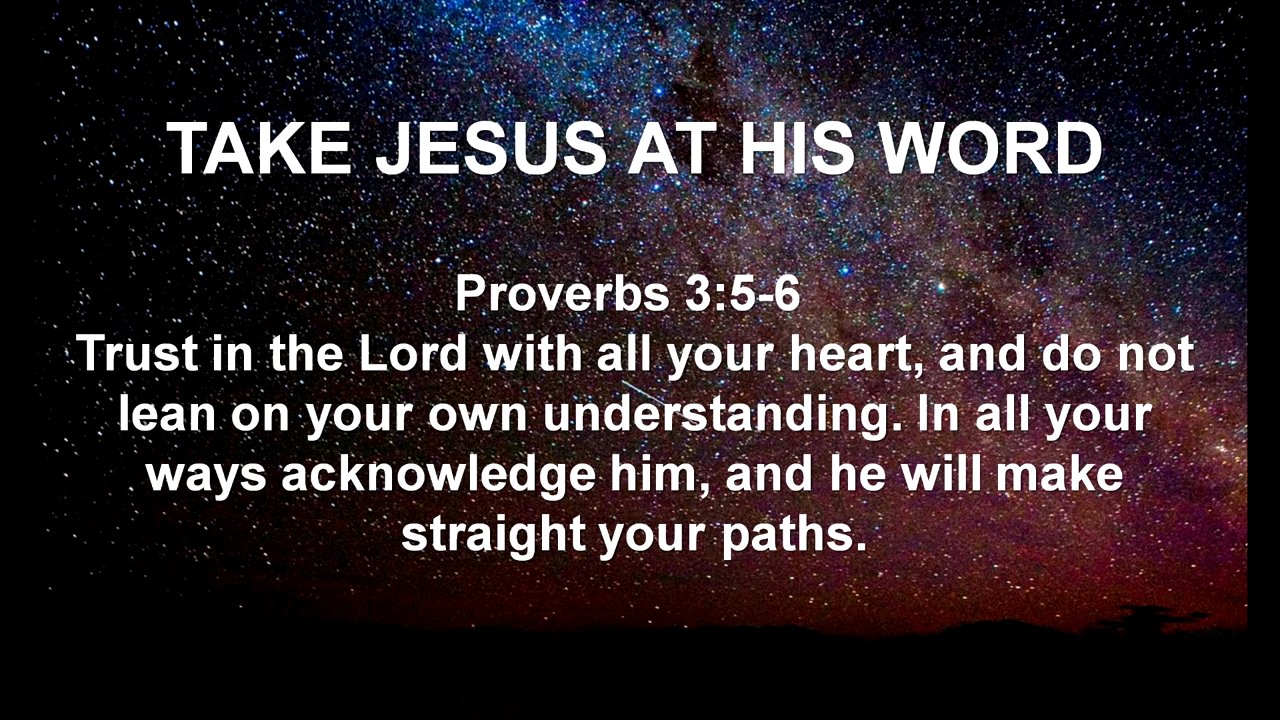 TAKE JESUS AT HIS WORD
Proverbs 3:5-6
Trust in the Lord with all your heart, and do not
lean on your own understanding. In all your
ways acknowledge him, and he will make
straight your paths.